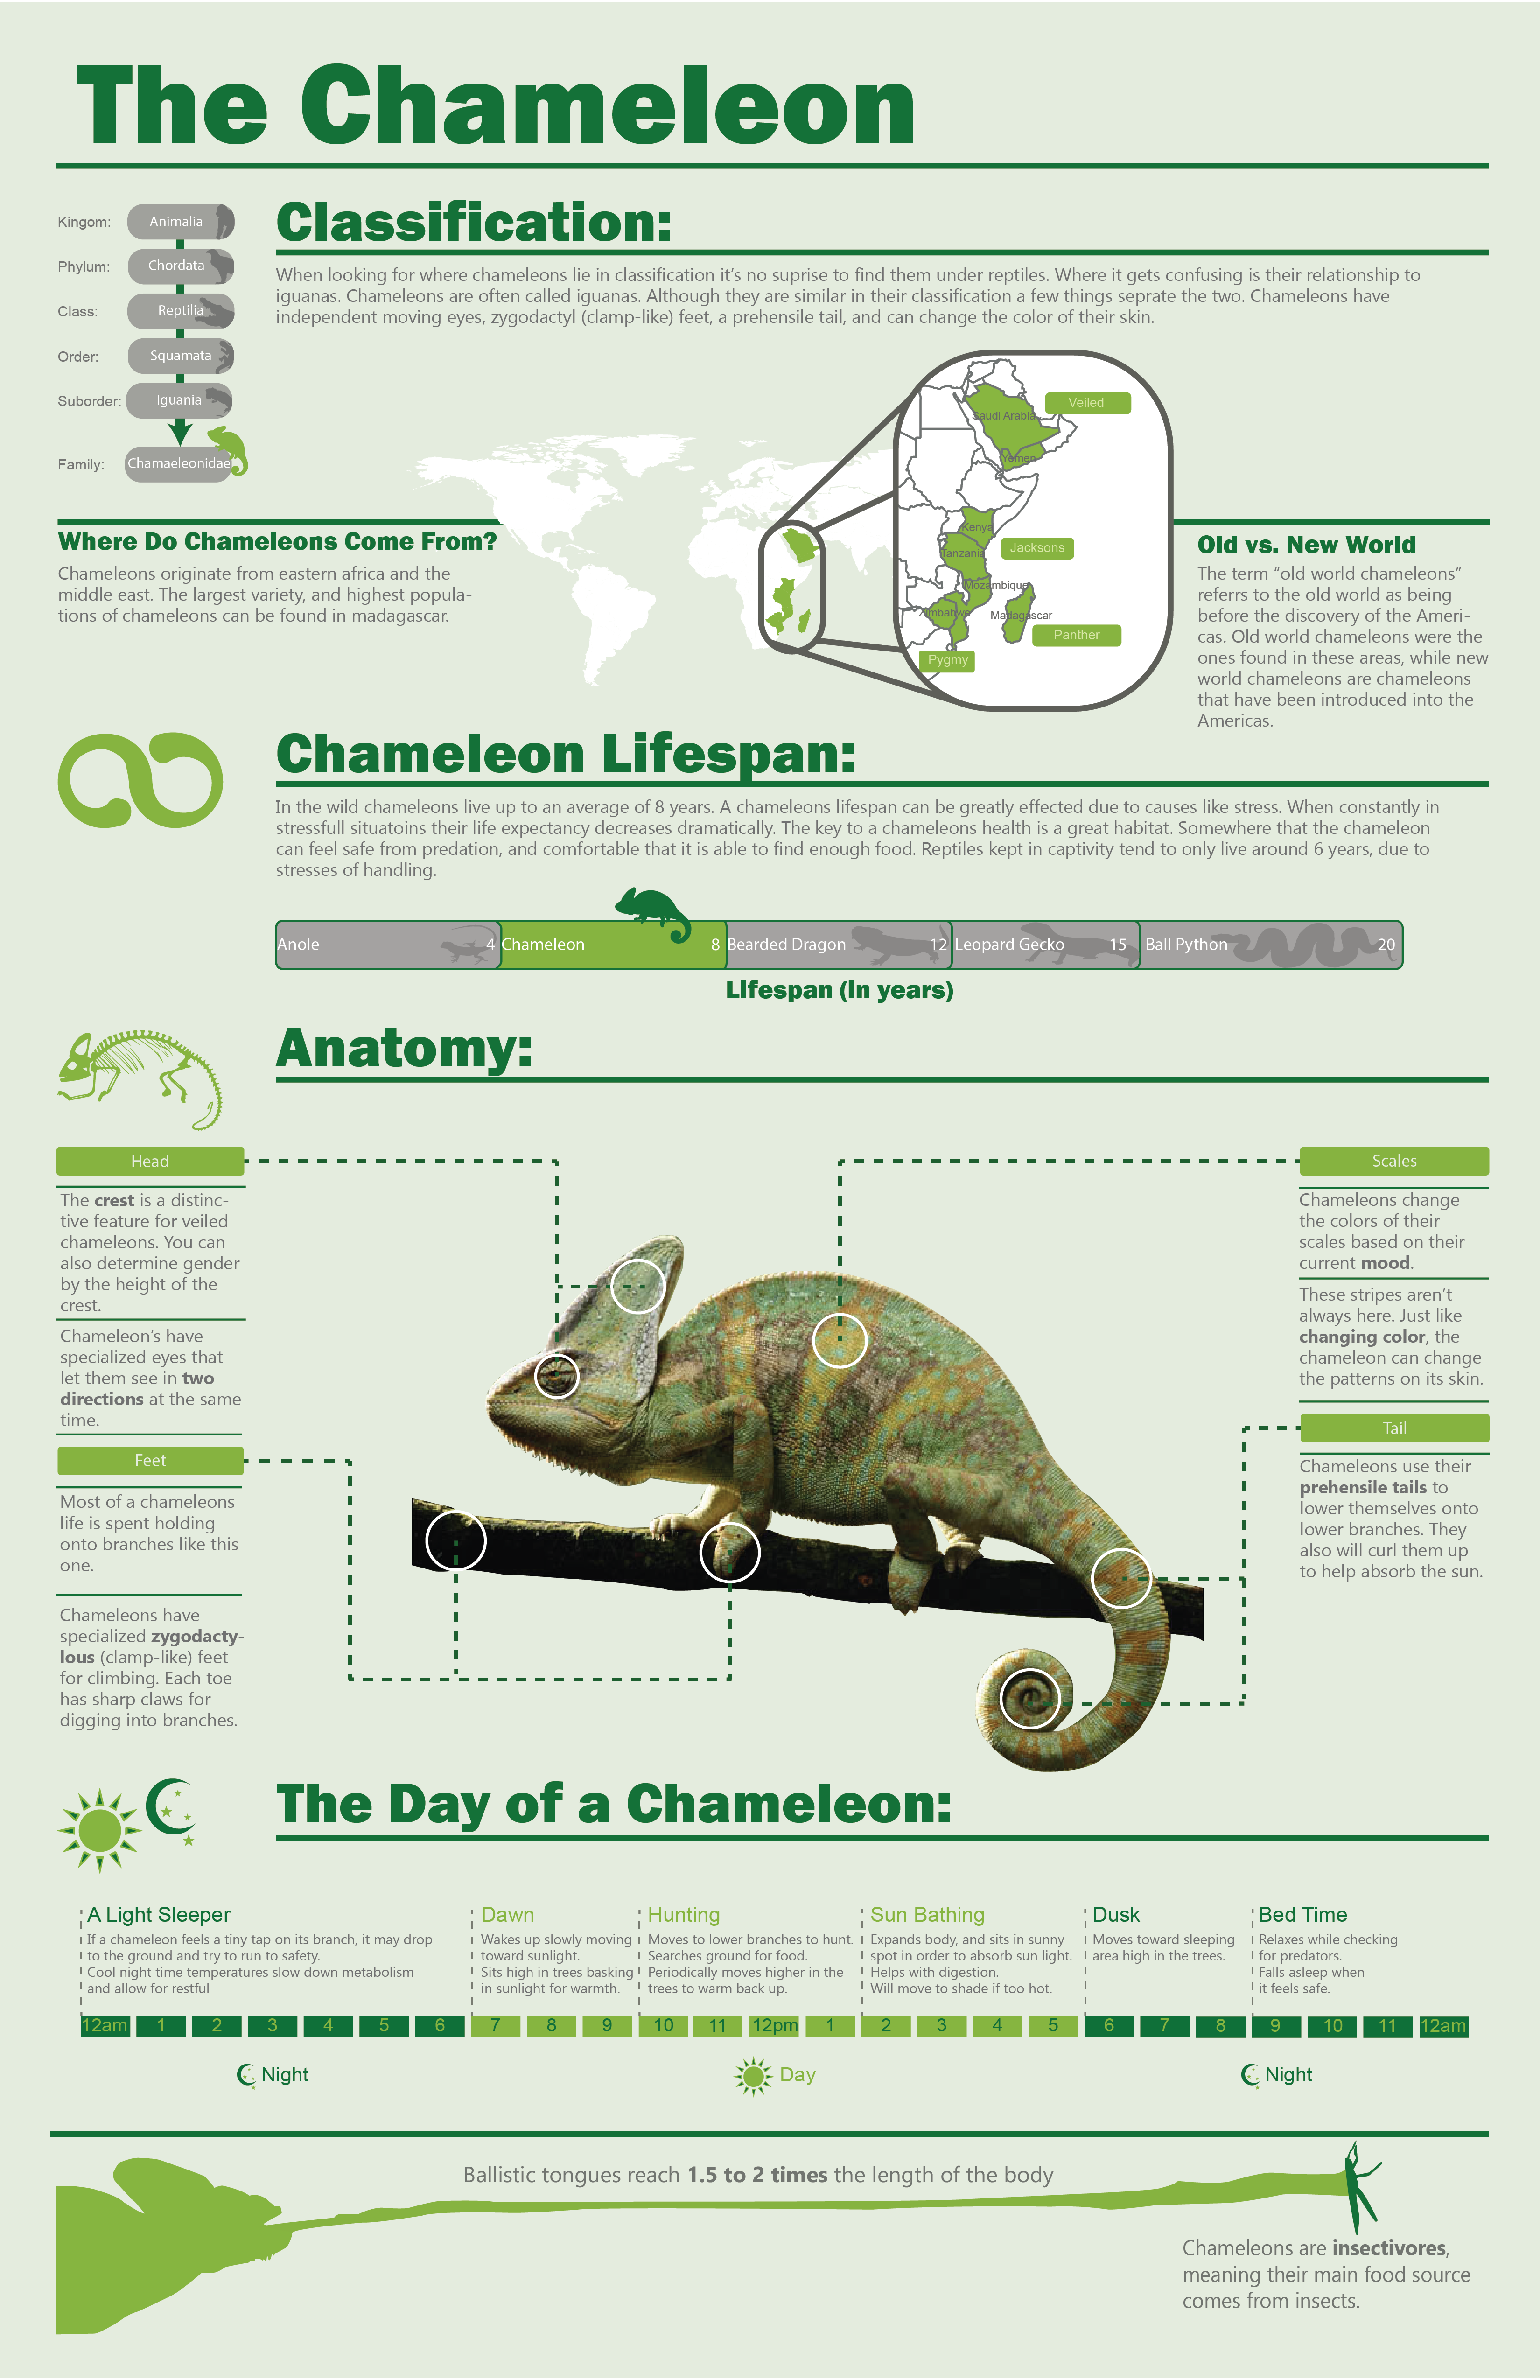 The Chameleon
Kingom: Animalia
Phylum: Chordata
Class: Reptilia
Order: Squamata
Suborder: Iguania
Family: Chamaeleonidae
Classification:
When looking for where chameleons lie in classification it's no suprise to find them under reptiles. Where it gets confusing is their relationship to
iguanas. Chameleons are often called iguanas. Although they are similar in their classification a few things seprate the two. Chameleons have
independent moving eyes, zygodactyl (clamp-like) feet, a prehensile tail, and can change the color of their skin.
Where Do Chameleons Come From?
Chameleons originate from eastern africa and the
middle east. The largest variety, and highest popula-
tions of chameleons can be found in madagascar.
Saudi Arabia
Veiled
Yemen
Kenya
Tanzania
Jacksons
Mozambique
Zimbabwe
Madagascar
Panther
Pygmy
Old vs. New World
The term “old world chameleons”
referrs to the old world as being
before the discovery of the Ameri-
cas. Old world chameleons were the
ones found in these areas, while new
world chameleons are chameleons
that have been introduced into the
Americas.
Chameleon Lifespan:
In the wild chameleons live up to an average of 8 years. A chameleons lifespan can be greatly effected due to causes like stress. When constantly in
stressfull situatoins their life expectancy decreases dramatically. The key to a chameleons health is a great habitat. Somewhere that the chameleon
can feel safe from predation, and comfortable that it is able to find enough food. Reptiles kept in captivity tend to only live around 6 years, due to
stresses of handling.
Anole 4 Chameleon 8 Bearded Dragon 12 Leopard Gecko 15 Ball Python 20
Lifespan (in years)
Anatomy:
Head
The crest is a distinc-
tive feature for veiled
chameleons. You can
also determine gender
by the height of the
crest.
Chameleon's have
specialized eyes that
let them see in two
directions at the same
time.
Feet
Most of a chameleons
life is spent holding
onto branches like this
one.
Chameleons have
specialized zygodacty-
lous (clamp-like) feet
for climbing. Each toe
has sharp claws for
digging into branches.
Scales
Chameleons change
the colors of their
scales based on their
current mood.
These stripes aren't
always here. Just like
changing color, the
chameleon can change
the patterns on its skin.
Tail
Chameleons use their
prehensile tails to
lower themselves onto
lower branches. They
also will curl them up
to help absorb the sun.
The Day of a Chameleon:
A Light Sleeper
If a chameleon feels a tiny tap on its branch, it may drop
to the ground and try to run to safety.
Cool night time temperatures slow down metabolism
and allow for restful
Dawn
Wakes up slowly moving
toward sunlight.
Sits high in trees basking
in sunlight for warmth.
Hunting
Moves to lower branches to hunt.
Searches ground for food.
Periodically moves higher in the
trees to warm back up.
Sun Bathing
Expands body, and sits in sunny
spot in order to absorb sun light.
Helps with digestion.
Will move to shade if too hot.
Dusk
Moves toward sleeping
area high in the trees.
Bed Time
Relaxes while checking
for predators.
Falls asleep when
it feels safe.
12am 1 2 3 4 5 6 7 8 9 10 11 12pm 1 2 3 4 5 6 7 8 9 10 11 12am
Night Day Night
Ballistic tongues reach 1.5 to 2 times the length of the body
Chameleons are insectivores,
meaning their main food source
comes from insects.